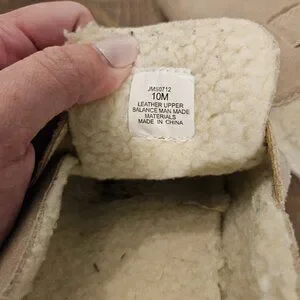 JMS0712
10M
LEATHER UPPER
BALANCE MAN MADE
MATERIALS
MADE IN CHINA